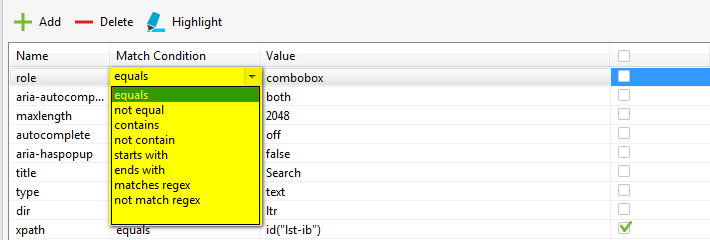 Add Delete Highlight
Name Match Condition Value
role equals combobox
aria-autocomp... equals both
maxlength not equal 2048
autocomplete contains off
not contain
aria-haspopup starts with false
title ends with Search
type matches regex text
dir not match regex ltr
xpath equals id("lst-ib")